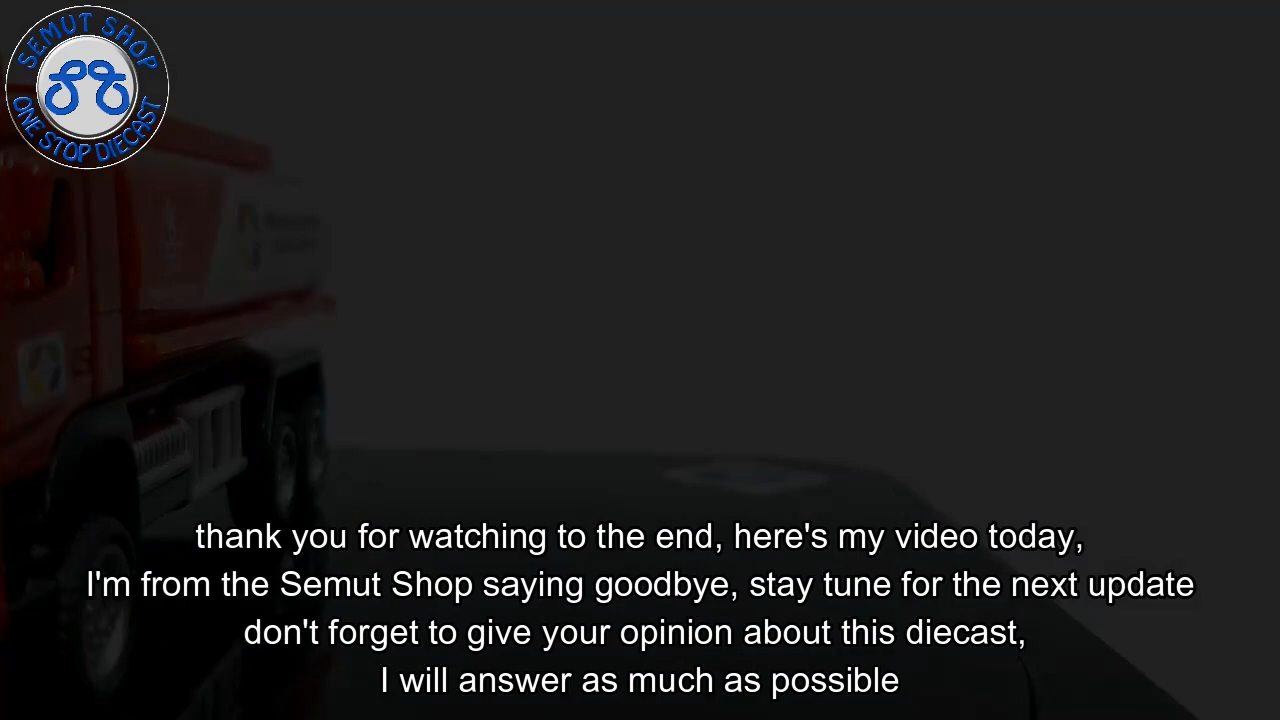 SEMUT SHOP
ONE STOP DIECAST
thank you for watching to the end, here's my video today,
I'm from the Semut Shop saying goodbye, stay tune for the next update
don't forget to give your opinion about this diecast,
I will answer as much as possible